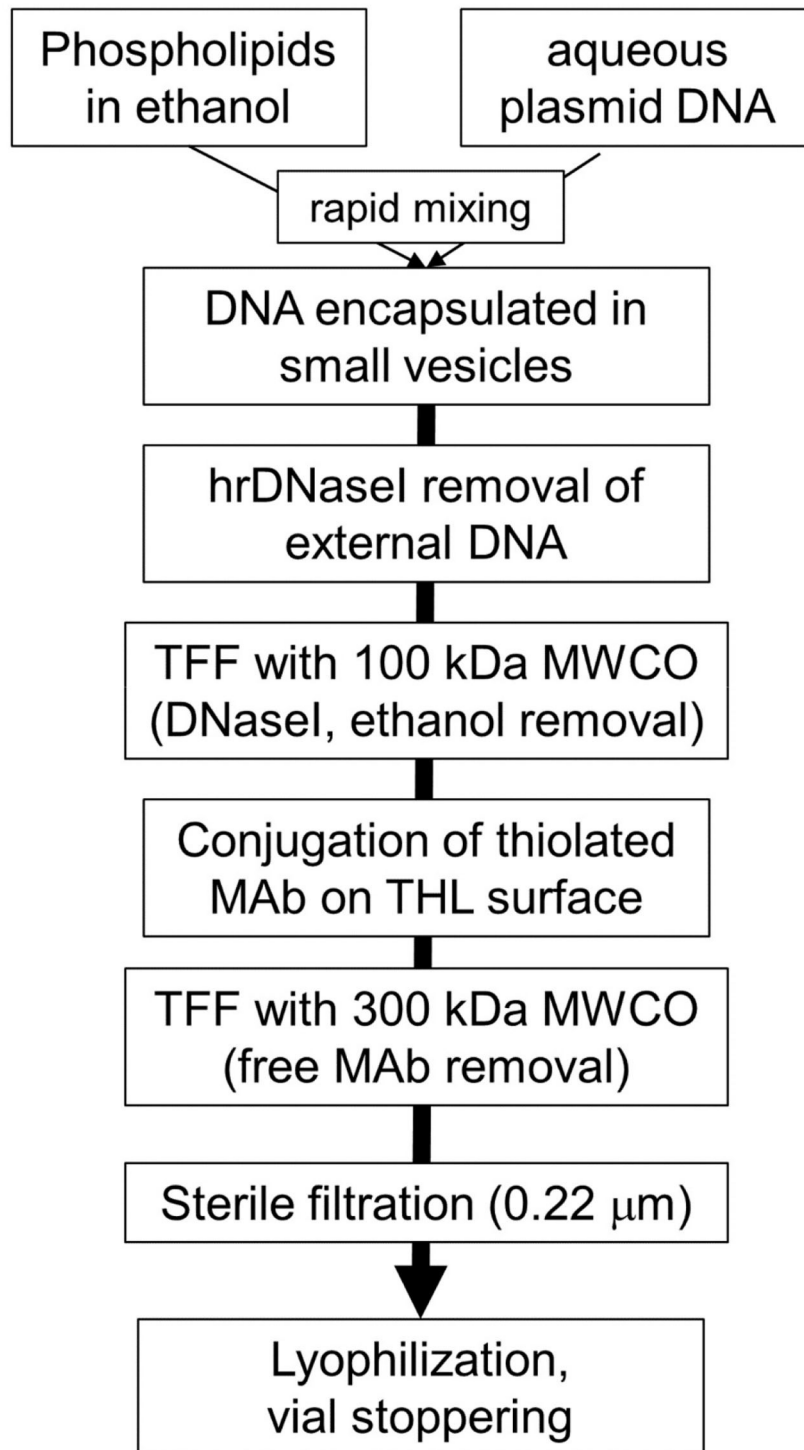 Phospholipids
in ethanol
aqueous
plasmid DNA
rapid mixing
DNA encapsulated in
small vesicles
hrDNaseI removal of
external DNA
TFF with 100 kDa MWCO
(DNaseI, ethanol removal)
Conjugation of thiolated
MAb on THL surface
TFF with 300 kDa MWCO
(free MAb removal)
Sterile filtration (0.22 μm)
Lyophilization,
vial stoppering